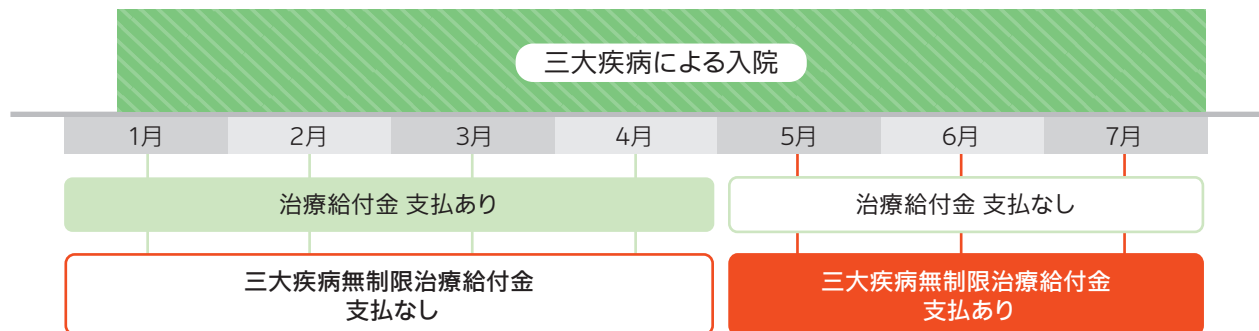 三大疾病による入院
1月 2月 3月 4月 5月 6月 7月
治療給付金 支払あり
治療給付金 支払なし
三大疾病無制限治療給付金
支払なし
三大疾病無制限治療給付金
支払あり